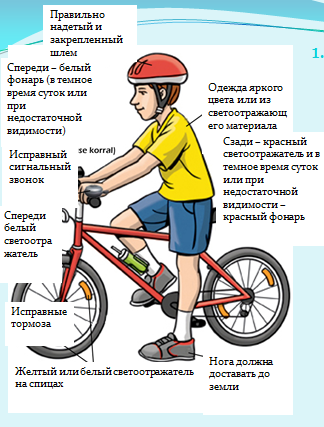 Правильно
надетый и
закрепленный
шлем
1.
Спереди – белый
фонарь (в темное
время суток или
при
недостаточной
видимости)
Одежда яркого
цвета или из
светоотражающ
его материала
Исправный
сигнальный
звонок
se korral)
Сзади – красный
светоотражатель и в
темное время суток
или при
недостаточной
видимости –
красный фонарь
Спереди
белый
светоотра
жатель
Исправные
тормоза
Желтый или белый светоотражатель
на спицах
Нога должна
доставать до
земли